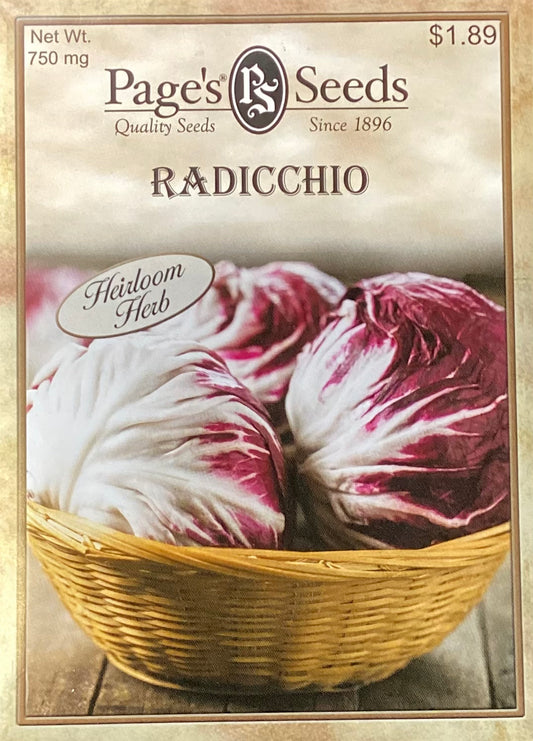 Net Wt.
750 mg
$1.89
Page's® PS Seeds
Quality Seeds Since 1896
RADICCHIO
Heirloom
Herb